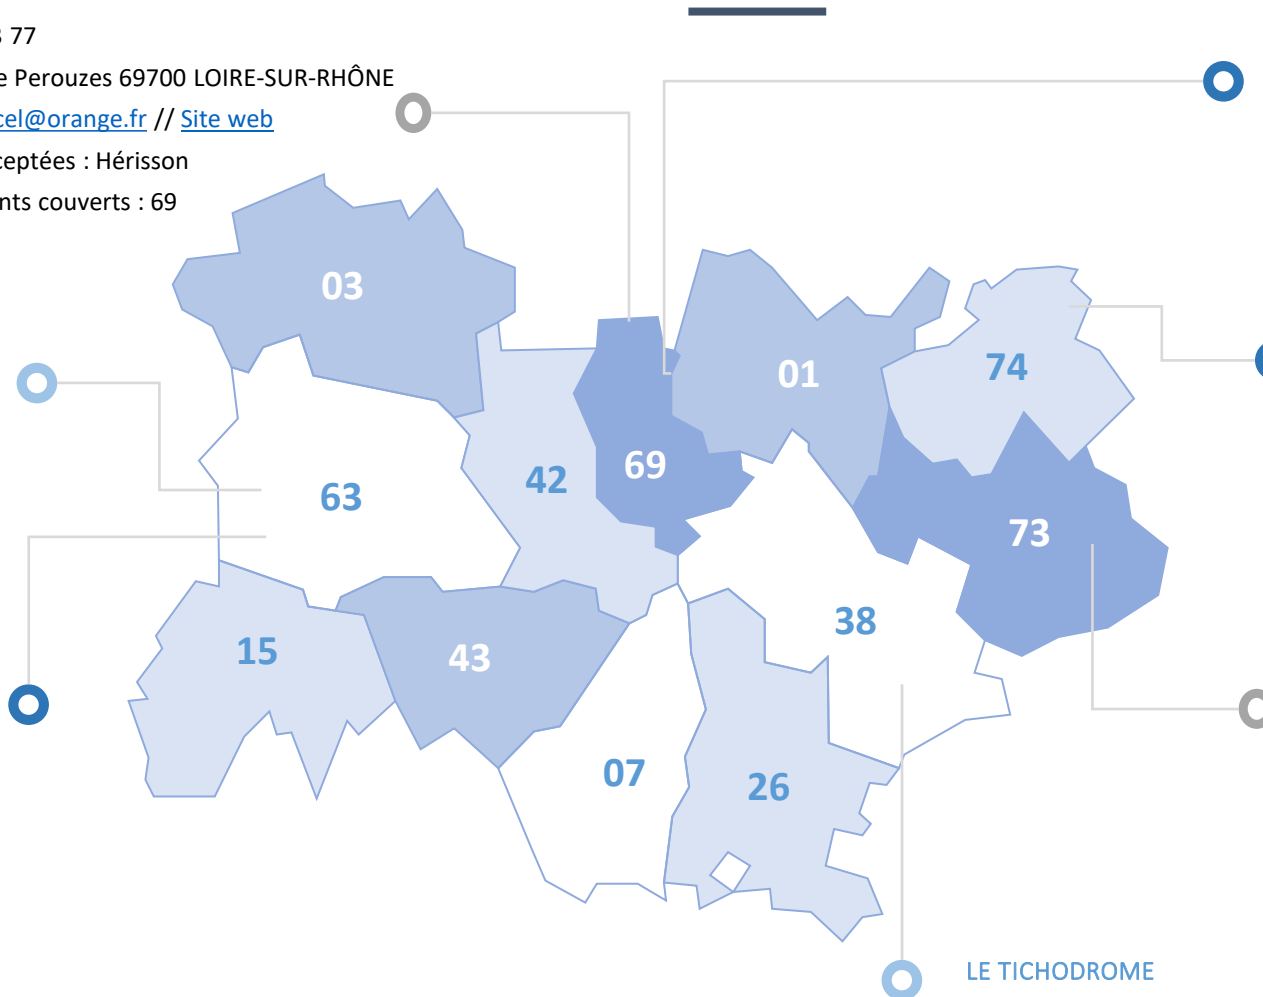 77
Perouzes 69700 LOIRE-SUR-RHÔNE
cel@orange.fr // Site web
ceptées : Hérisson
nts couverts : 69
03
01
74
69
42
63
73
38
15
43
07
26
LE TICHODROME